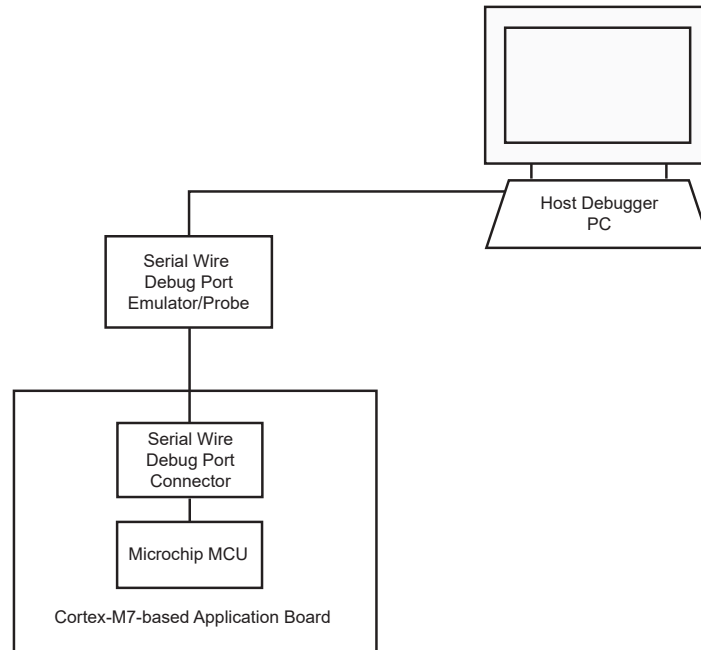 Host Debugger
PC
Serial Wire
Debug Port
Emulator/Probe
Serial Wire
Debug Port
Connector
Microchip MCU
Cortex-M7-based Application Board